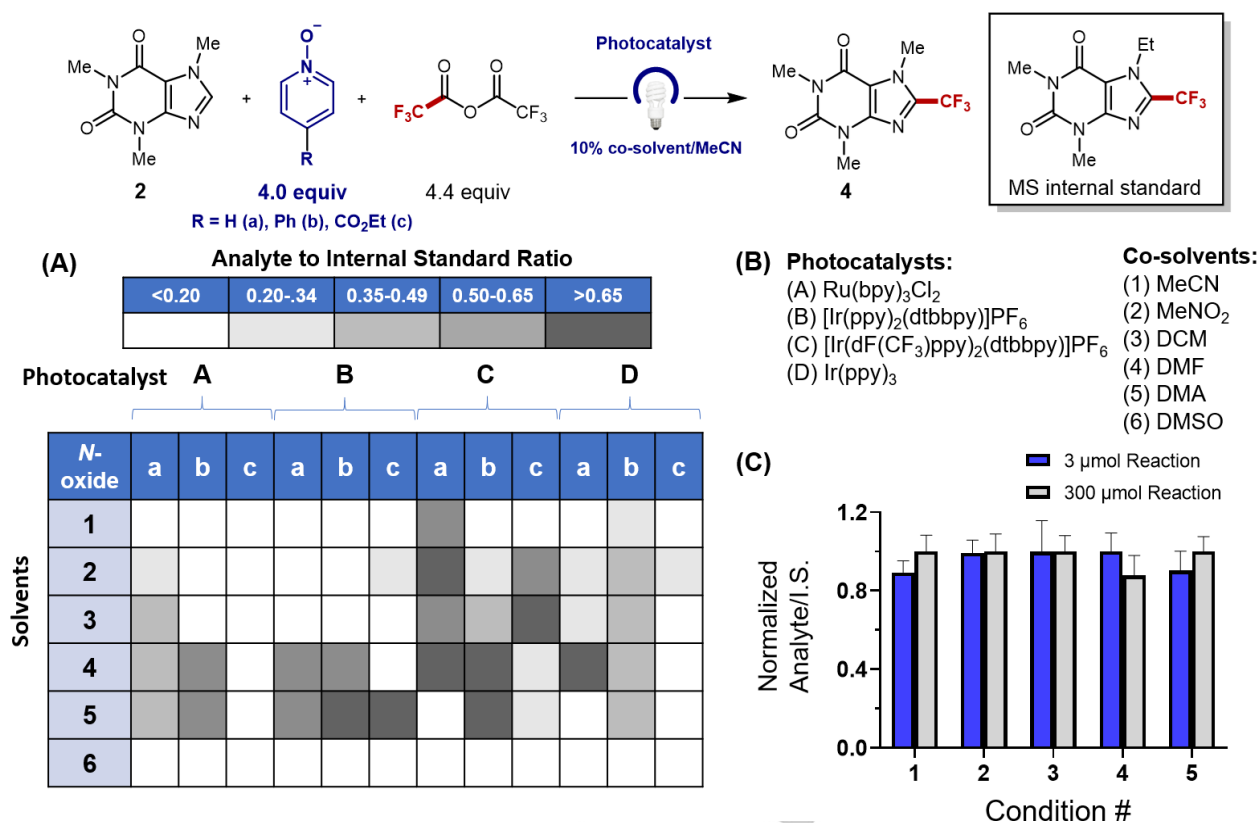 O⁻
N
+
R
O
Me
Me
N
N
O
N
N
Me
2
+
+
O
O
F₃C
O
CF₃
Photocatalyst
10% co-solvent/MeCN
O
Me
Me
N
N
CF₃
O
N
N
Me
4
O
Et
Me
N
N
CF₃
O
N
N
Me
MS internal standard
4.0 equiv
4.4 equiv
R = H (a), Ph (b), CO₂Et (c)
(A)
Analyte to Internal Standard Ratio
<0.20 0.20-.34 0.35-0.49 0.50-0.65 >0.65
Photocatalyst A B C D
N-oxide a b c a b c a b c a b c
Solvents
1
2
3
4
5
6
(B) Photocatalysts:
(A) Ru(bpy)₃Cl₂
(B) [Ir(ppy)₂(dtbbpy)]PF₆
(C) [Ir(dF(CF₃)ppy)₂(dtbbpy)]PF₆
(D) Ir(ppy)₃
Co-solvents:
(1) MeCN
(2) MeNO₂
(3) DCM
(4) DMF
(5) DMA
(6) DMSO
(C)
3 µmol Reaction
300 µmol Reaction
Normalized
Analyte/I.S.
1.2
0.8
0.4
0.0
1 2 3 4 5
Condition #